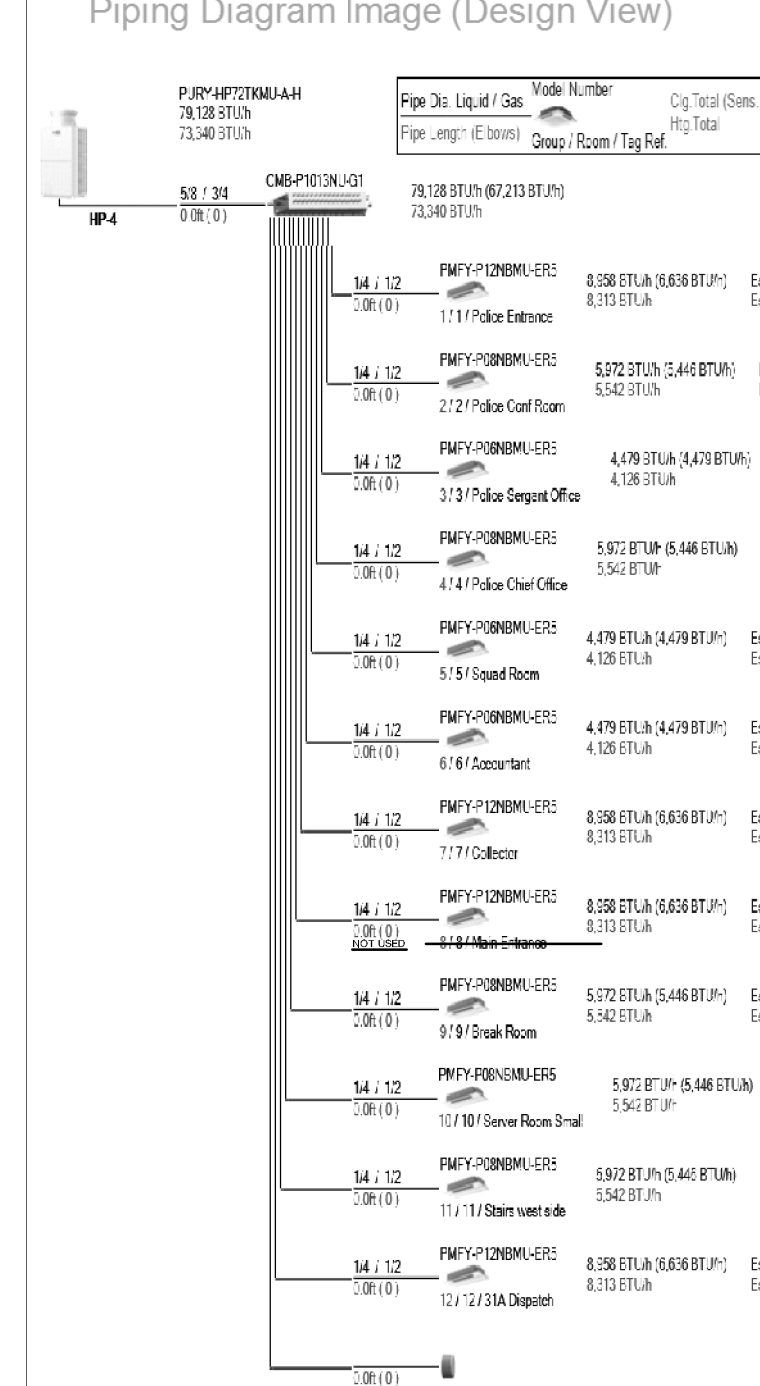 Piping Diagram Image (Design View)
PURY-HP72TKMU-A-H
79,128 BTU/h
73,340 BTU/h
Pipe Dia. Liquid / Gas
Pipe Length (Elbows)
Model Number
Group / Room / Tag Ref.
Clg.Total (Sens.
Htg.Total
HP-4
5/8 / 3/4
0.0ft ( 0 )
CMB-P1013NU-G1
79,128 BTU/h (67,213 BTU/h)
73,340 BTU/h
1/4 / 1/2
0.0ft ( 0 )
PMFY-P12NBMU-ER5
1 / 1 / Police Entrance
8,958 BTU/h (6,636 BTU/h)
8,313 BTU/h
1/4 / 1/2
0.0ft ( 0 )
PMFY-P08NBMU-ER5
2 / 2 / Police Conf Room
5,972 BTU/h (5,446 BTU/h)
5,542 BTU/h
1/4 / 1/2
0.0ft ( 0 )
PMFY-P06NBMU-ER5
3 / 3 / Police Sergant Office
4,479 BTU/h (4,479 BTU/h)
4,126 BTU/h
1/4 / 1/2
0.0ft ( 0 )
PMFY-P08NBMU-ER5
4 / 4 / Police Chief Office
5,972 BTU/h (5,446 BTU/h)
5,542 BTU/h
1/4 / 1/2
0.0ft ( 0 )
PMFY-P06NBMU-ER5
5 / 5 / Squad Room
4,479 BTU/h (4,479 BTU/h)
4,126 BTU/h
1/4 / 1/2
0.0ft ( 0 )
PMFY-P06NBMU-ER5
6 / 6 / Accountant
4,479 BTU/h (4,479 BTU/h)
4,126 BTU/h
1/4 / 1/2
0.0ft ( 0 )
PMFY-P12NBMU-ER5
7 / 7 / Collector
8,958 BTU/h (6,636 BTU/h)
8,313 BTU/h
1/4 / 1/2
0.0ft ( 0 )
NOT USED
PMFY-P12NBMU-ER5
8 / 8 / Main Entrance
8,958 BTU/h (6,636 BTU/h)
8,313 BTU/h
1/4 / 1/2
0.0ft ( 0 )
PMFY-P08NBMU-ER5
9 / 9 / Break Room
5,972 BTU/h (5,446 BTU/h)
5,542 BTU/h
1/4 / 1/2
0.0ft ( 0 )
PMFY-P08NBMU-ER5
10 / 10 / Server Room Small
5,972 BTU/h (5,446 BTU/h)
5,542 BTU/h
1/4 / 1/2
0.0ft ( 0 )
PMFY-P08NBMU-ER5
11 / 11 / Stairs west side
5,972 BTU/h (5,446 BTU/h)
5,542 BTU/h
1/4 / 1/2
0.0ft ( 0 )
PMFY-P12NBMU-ER5
12 / 12 / 31A Dispatch
8,958 BTU/h (6,636 BTU/h)
8,313 BTU/h
0.0ft ( 0 )